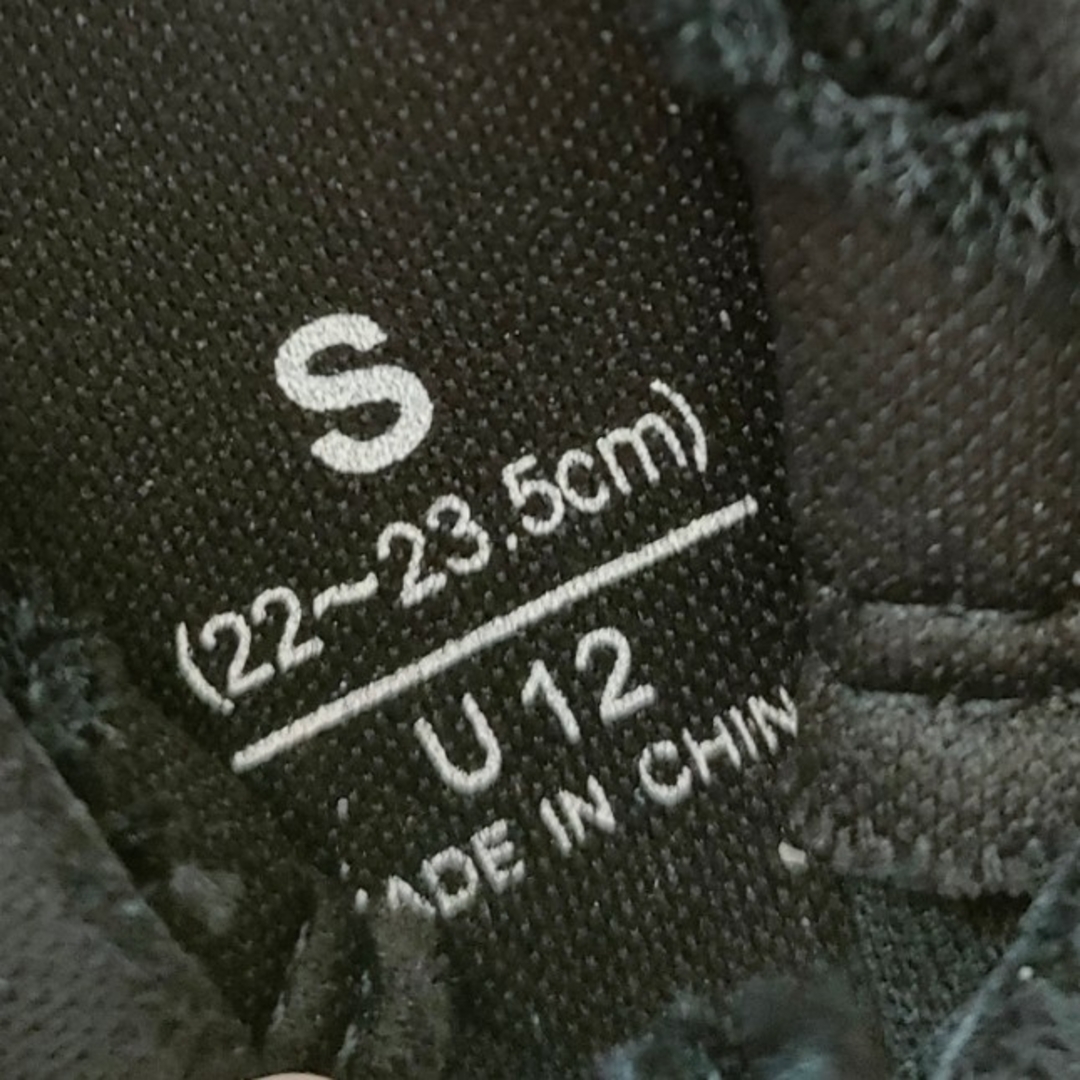 S
(22~23.5cm)
U 12
ADE IN CHIN